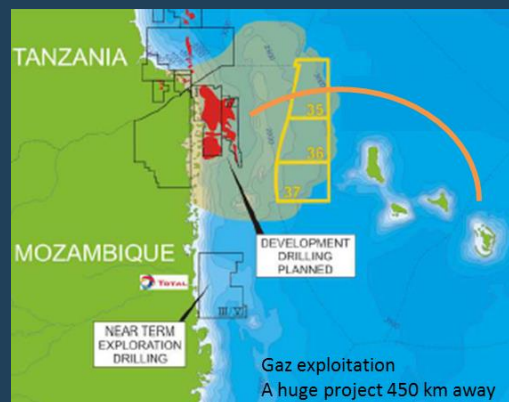 TANZANIA
35
36
37
DEVELOPMENT
DRILLING
PLANNED
MOZAMBIQUE
TOTAL
NEAR TERM
EXPLORATION
DRILLING
Gaz exploitation
A huge project 450 km away